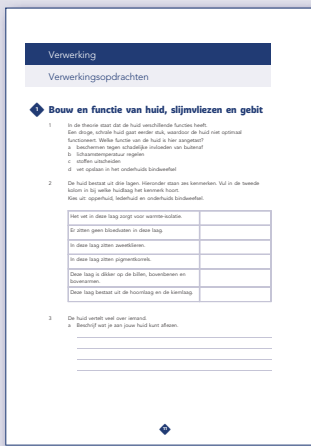 Verwerking
Verwerkingsopdrachten
1 Bouw en functie van huid, slijmvliezen en gebit
1 In de theorie staat dat de huid verschillende functies heeft.
Een droge, schrale huid gaat eerder stuk, waardoor de huid niet optimaal
functioneert. Welke functie van de huid is hier aangetast?
a beschermen tegen schadelijke invloeden van buitenaf
b lichaamstemperatuur regelen
c stoffen uitscheiden
d vet opslaan in het onderhuids bindweefsel
2 De huid bestaat uit drie lagen. Hieronder staan zes kenmerken. Vul in de tweede
kolom in bij welke huidlaag het kenmerk hoort.
Kies uit: opperhuid, lederhuid en onderhuids bindweefsel.
Het vet in deze laag zorgt voor warmte-isolatie.
Er zitten geen bloedvaten in deze laag.
In deze laag zitten zweetklieren.
In deze laag zitten pigmentkorrels.
Deze laag is dikker op de billen, bovenbenen en
bovenarmen.
Deze laag bestaat uit de hoornlaag en de kiemlaag.
3 De huid vertelt veel over iemand.
a Beschrijf wat je aan jouw huid kunt aflezen.